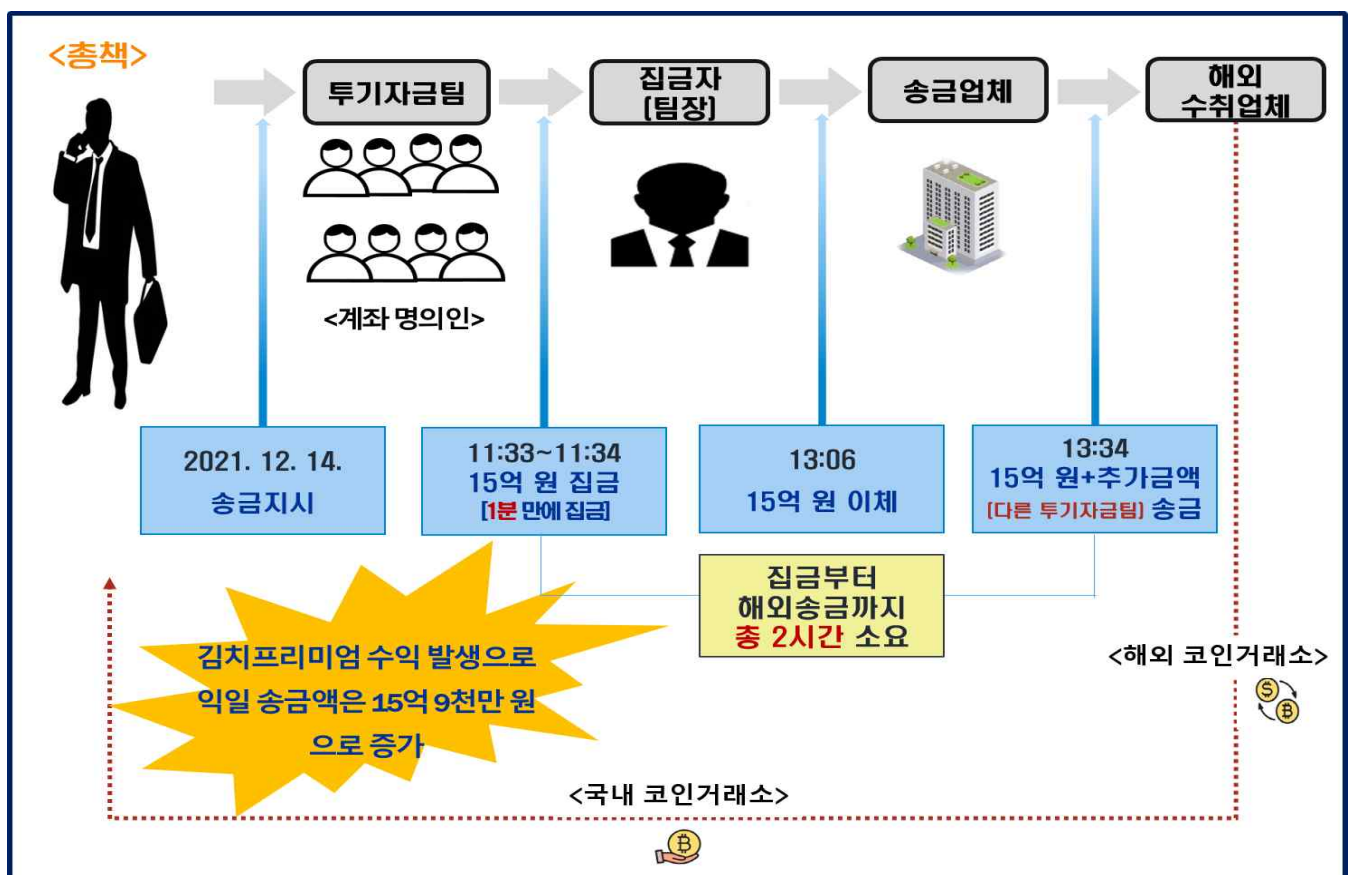 <총책>
투기자금팀
집금자
[팀장]
송금업체
해외
수취업체
<계좌 명의인>
2021. 12. 14.
송금지시
11:33~11:34
15억 원 집금
[1분 만에 집금]
13:06
15억 원 이체
13:34
15억 원+추가금액
[다른 투기자금팀] 송금
집금부터
해외송금까지
총 2시간 소요
김치프리미엄 수익 발생으로
익일 송금액은 15억 9천만 원
으로 증가
<해외 코인거래소>
<국내 코인거래소>